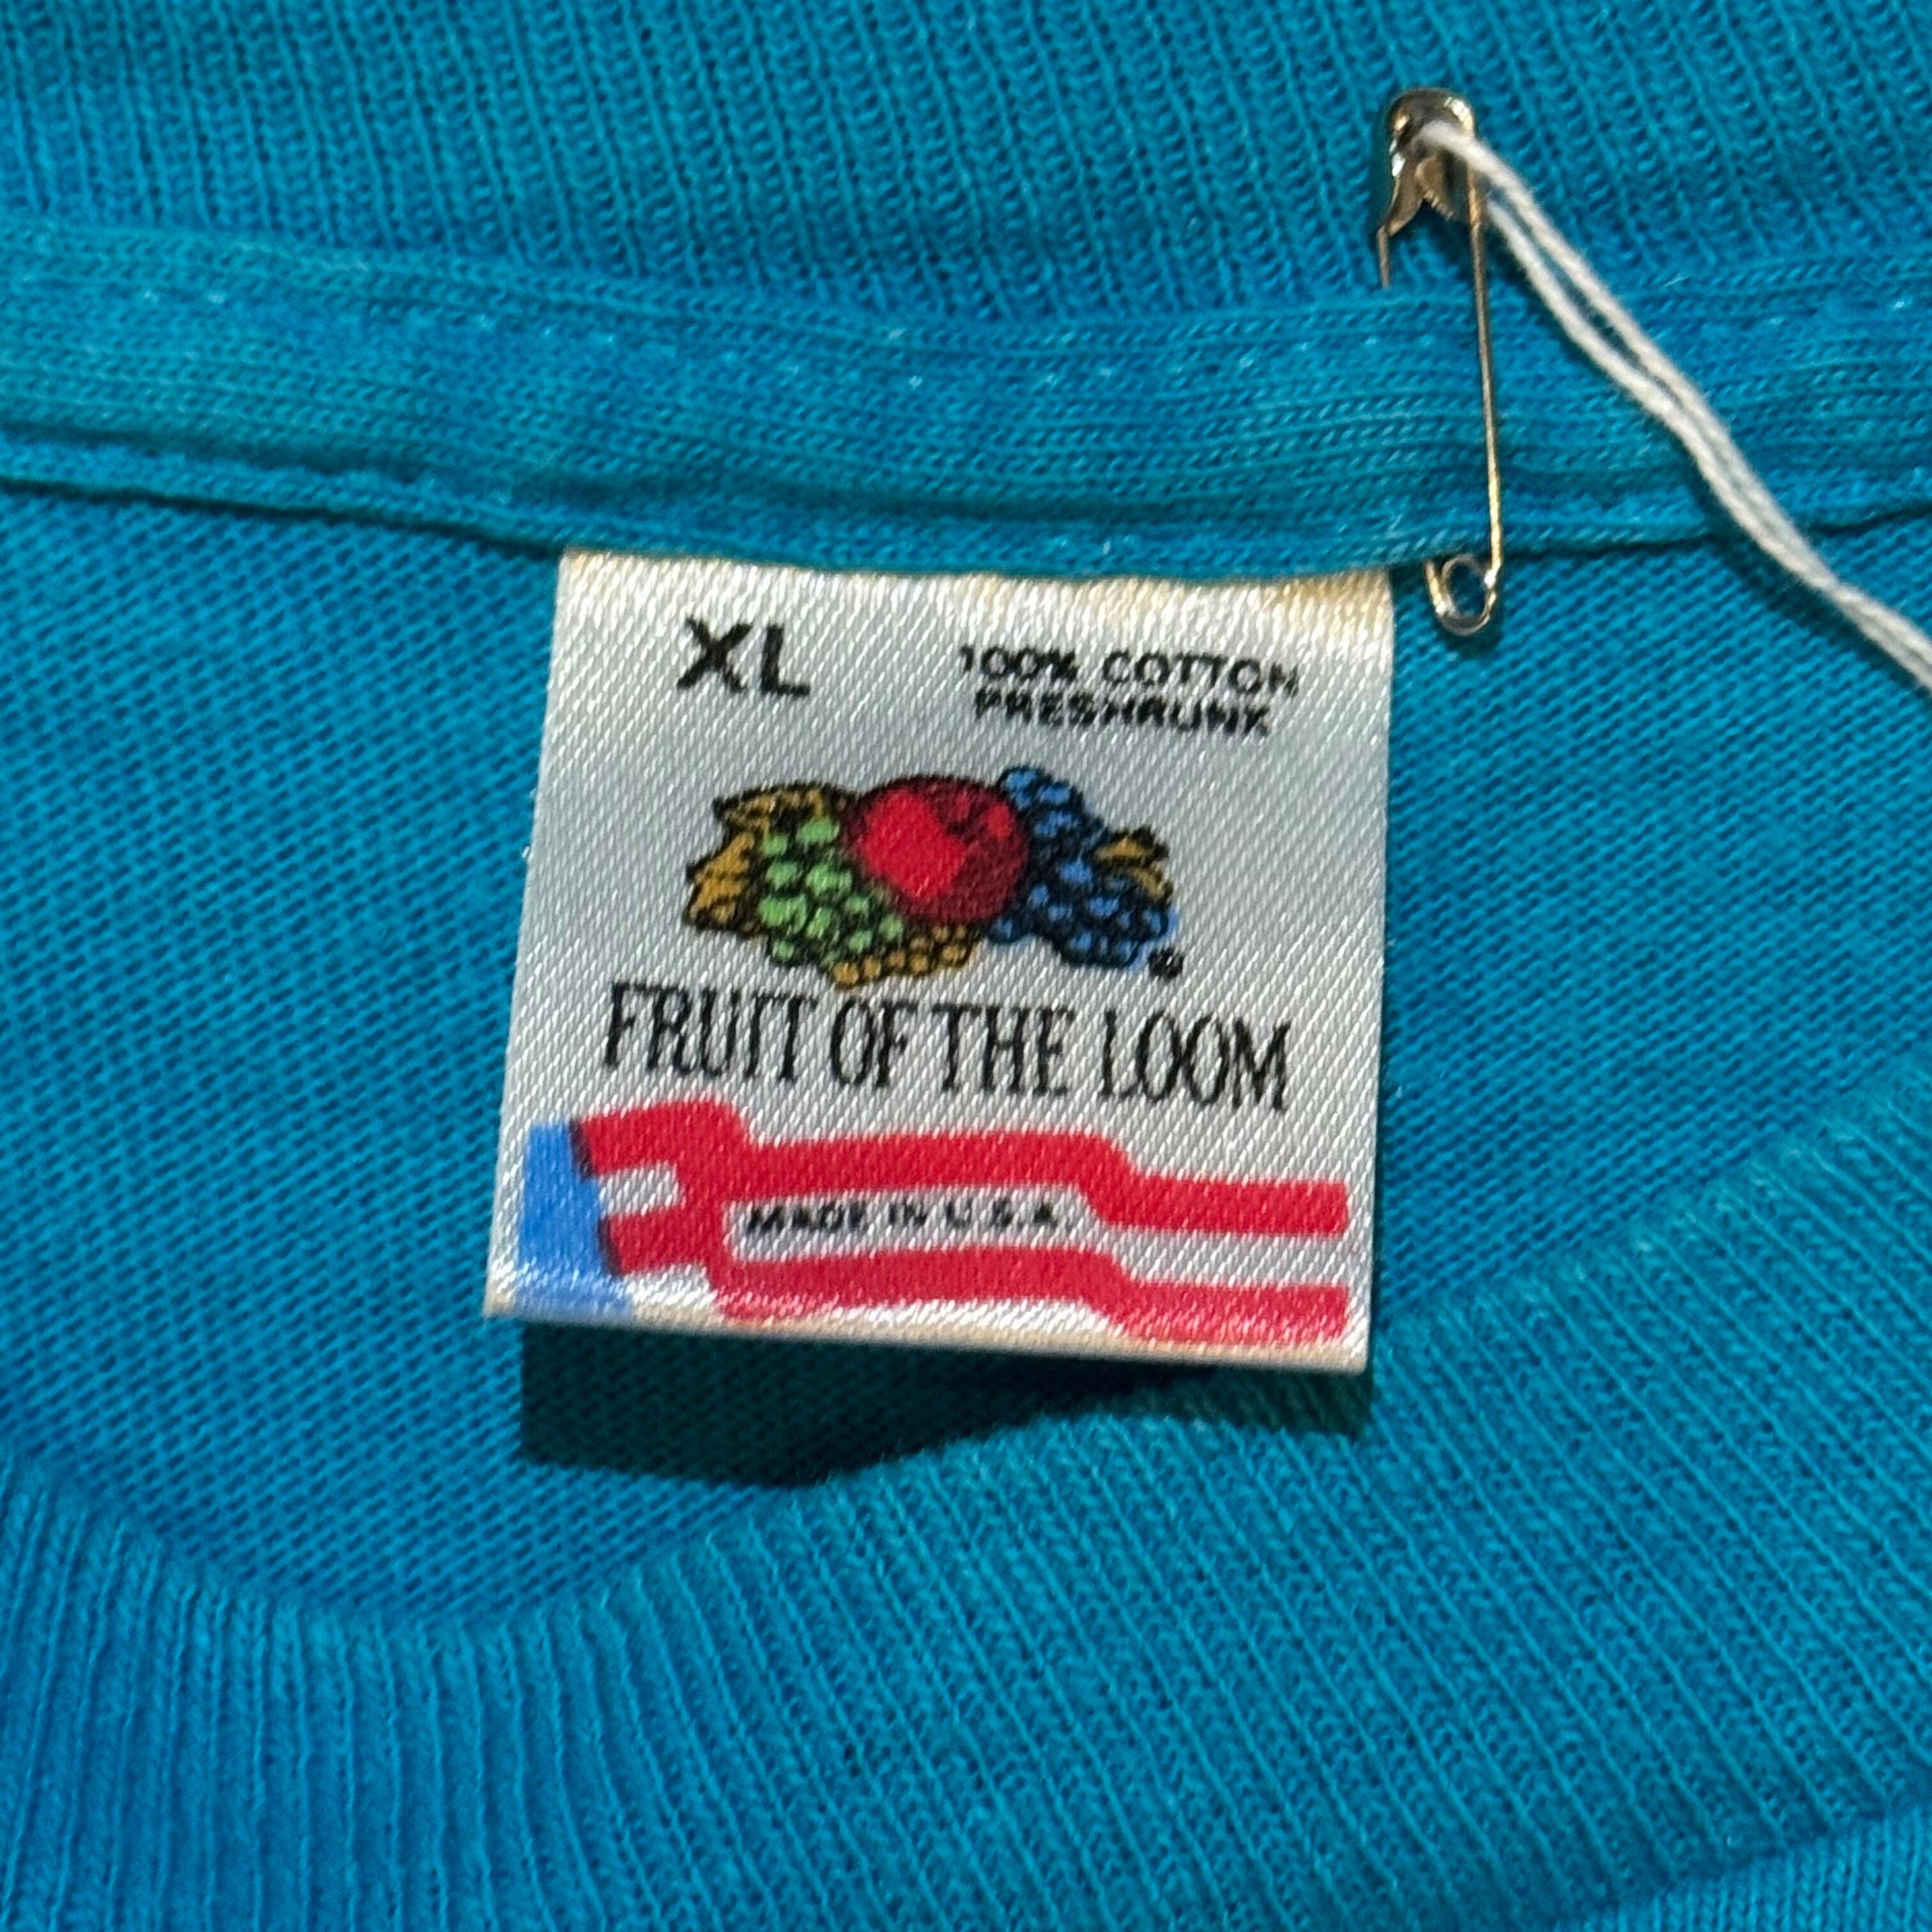 XL
100% COTTON
PRESHRUNK
®
FRUIT OF THE LOOM
MADE IN U.S.A.